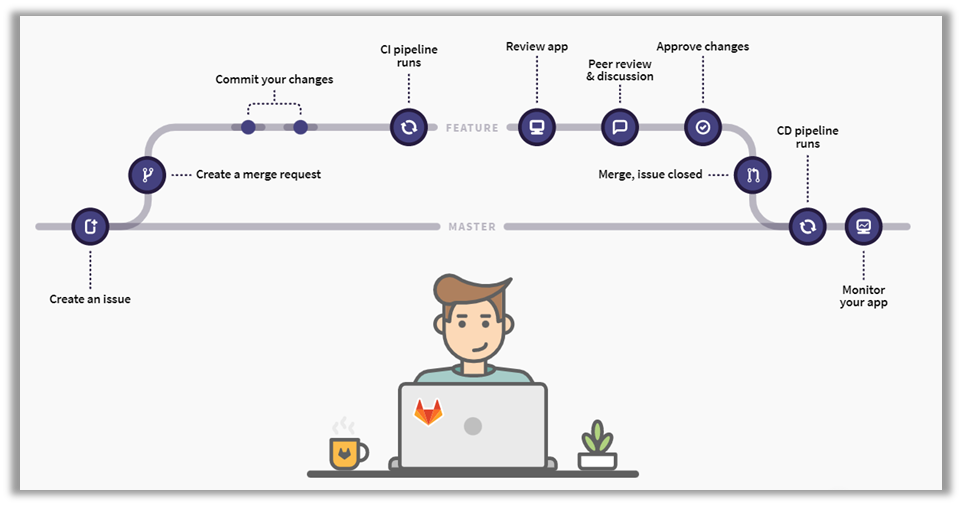 CI pipeline
runs
Review app
Approve changes
Peer review
& discussion
Commit your changes
FEATURE
CD pipeline
runs
Create a merge request
Merge, issue closed
MASTER
Create an issue
Monitor
your app